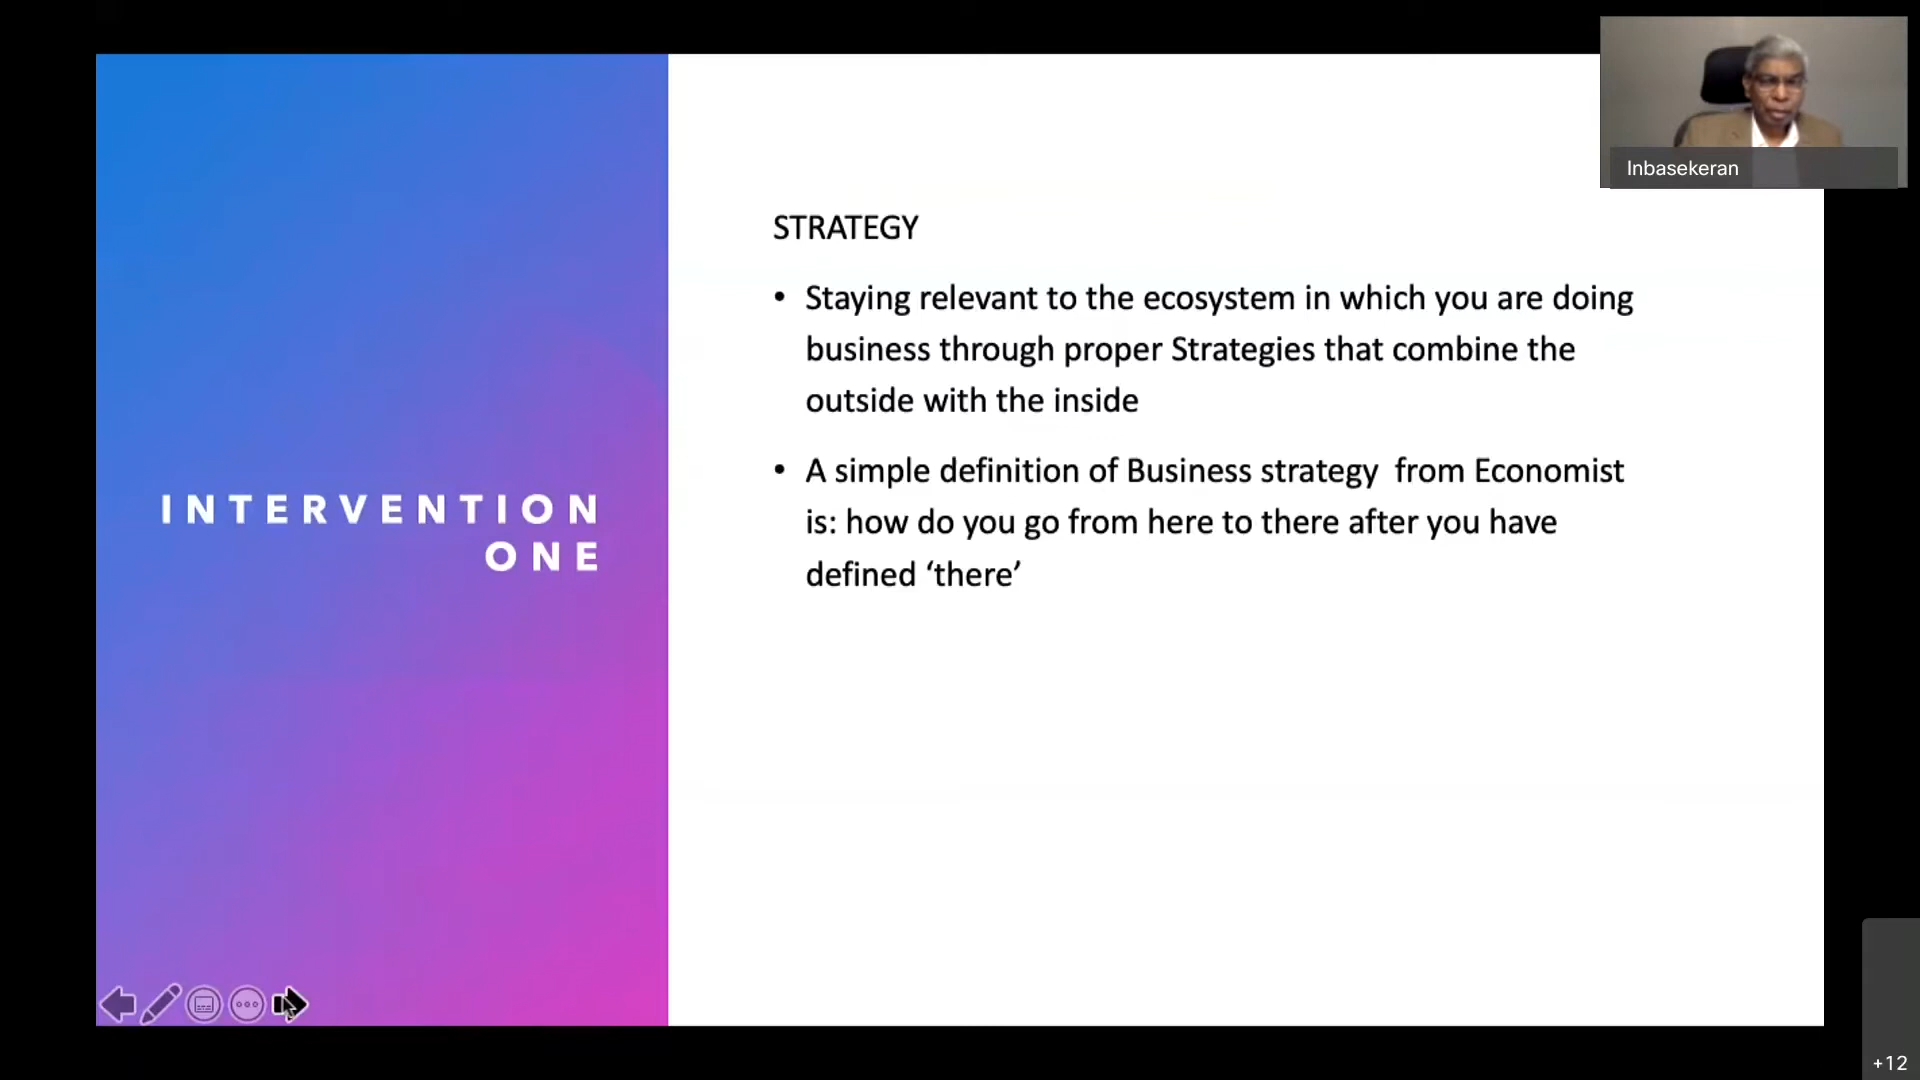 Inbasekeran
INTERVENTION
ONE
STRATEGY
• Staying relevant to the ecosystem in which you are doing
business through proper Strategies that combine the
outside with the inside
• A simple definition of Business strategy  from Economist
is: how do you go from here to there after you have
defined ‘there’
+12